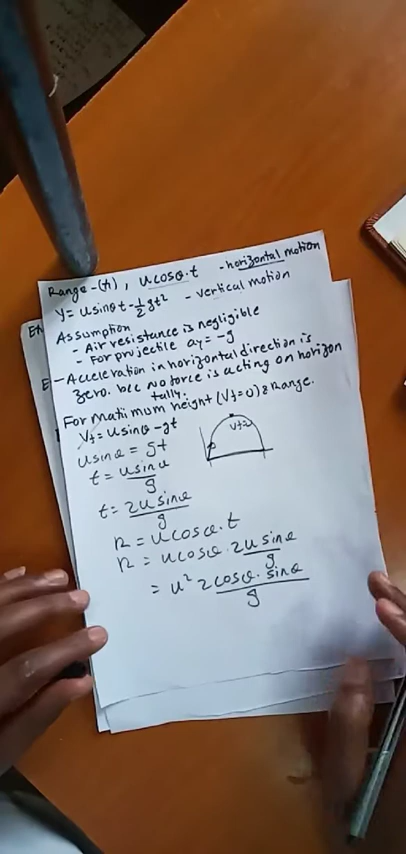 Range-(R), ucosθ.t - horizontal motion
y= usinθt-½gt² - vertical motion
Assumption
- Air resistance is negligible
- For projectile ay=-g
- Acceleration in horizontal direction is
zero. bec No force is acting on horizon
tally.
For maximum height (Vf=0) & Range.
Vf= usinθ-gt
usinθ = gt
t= usinθ/g
t= 2usinθ/g
R= ucosθ.t
R= ucosθ. 2usinθ/g
= u² 2cosθ. sinθ/g